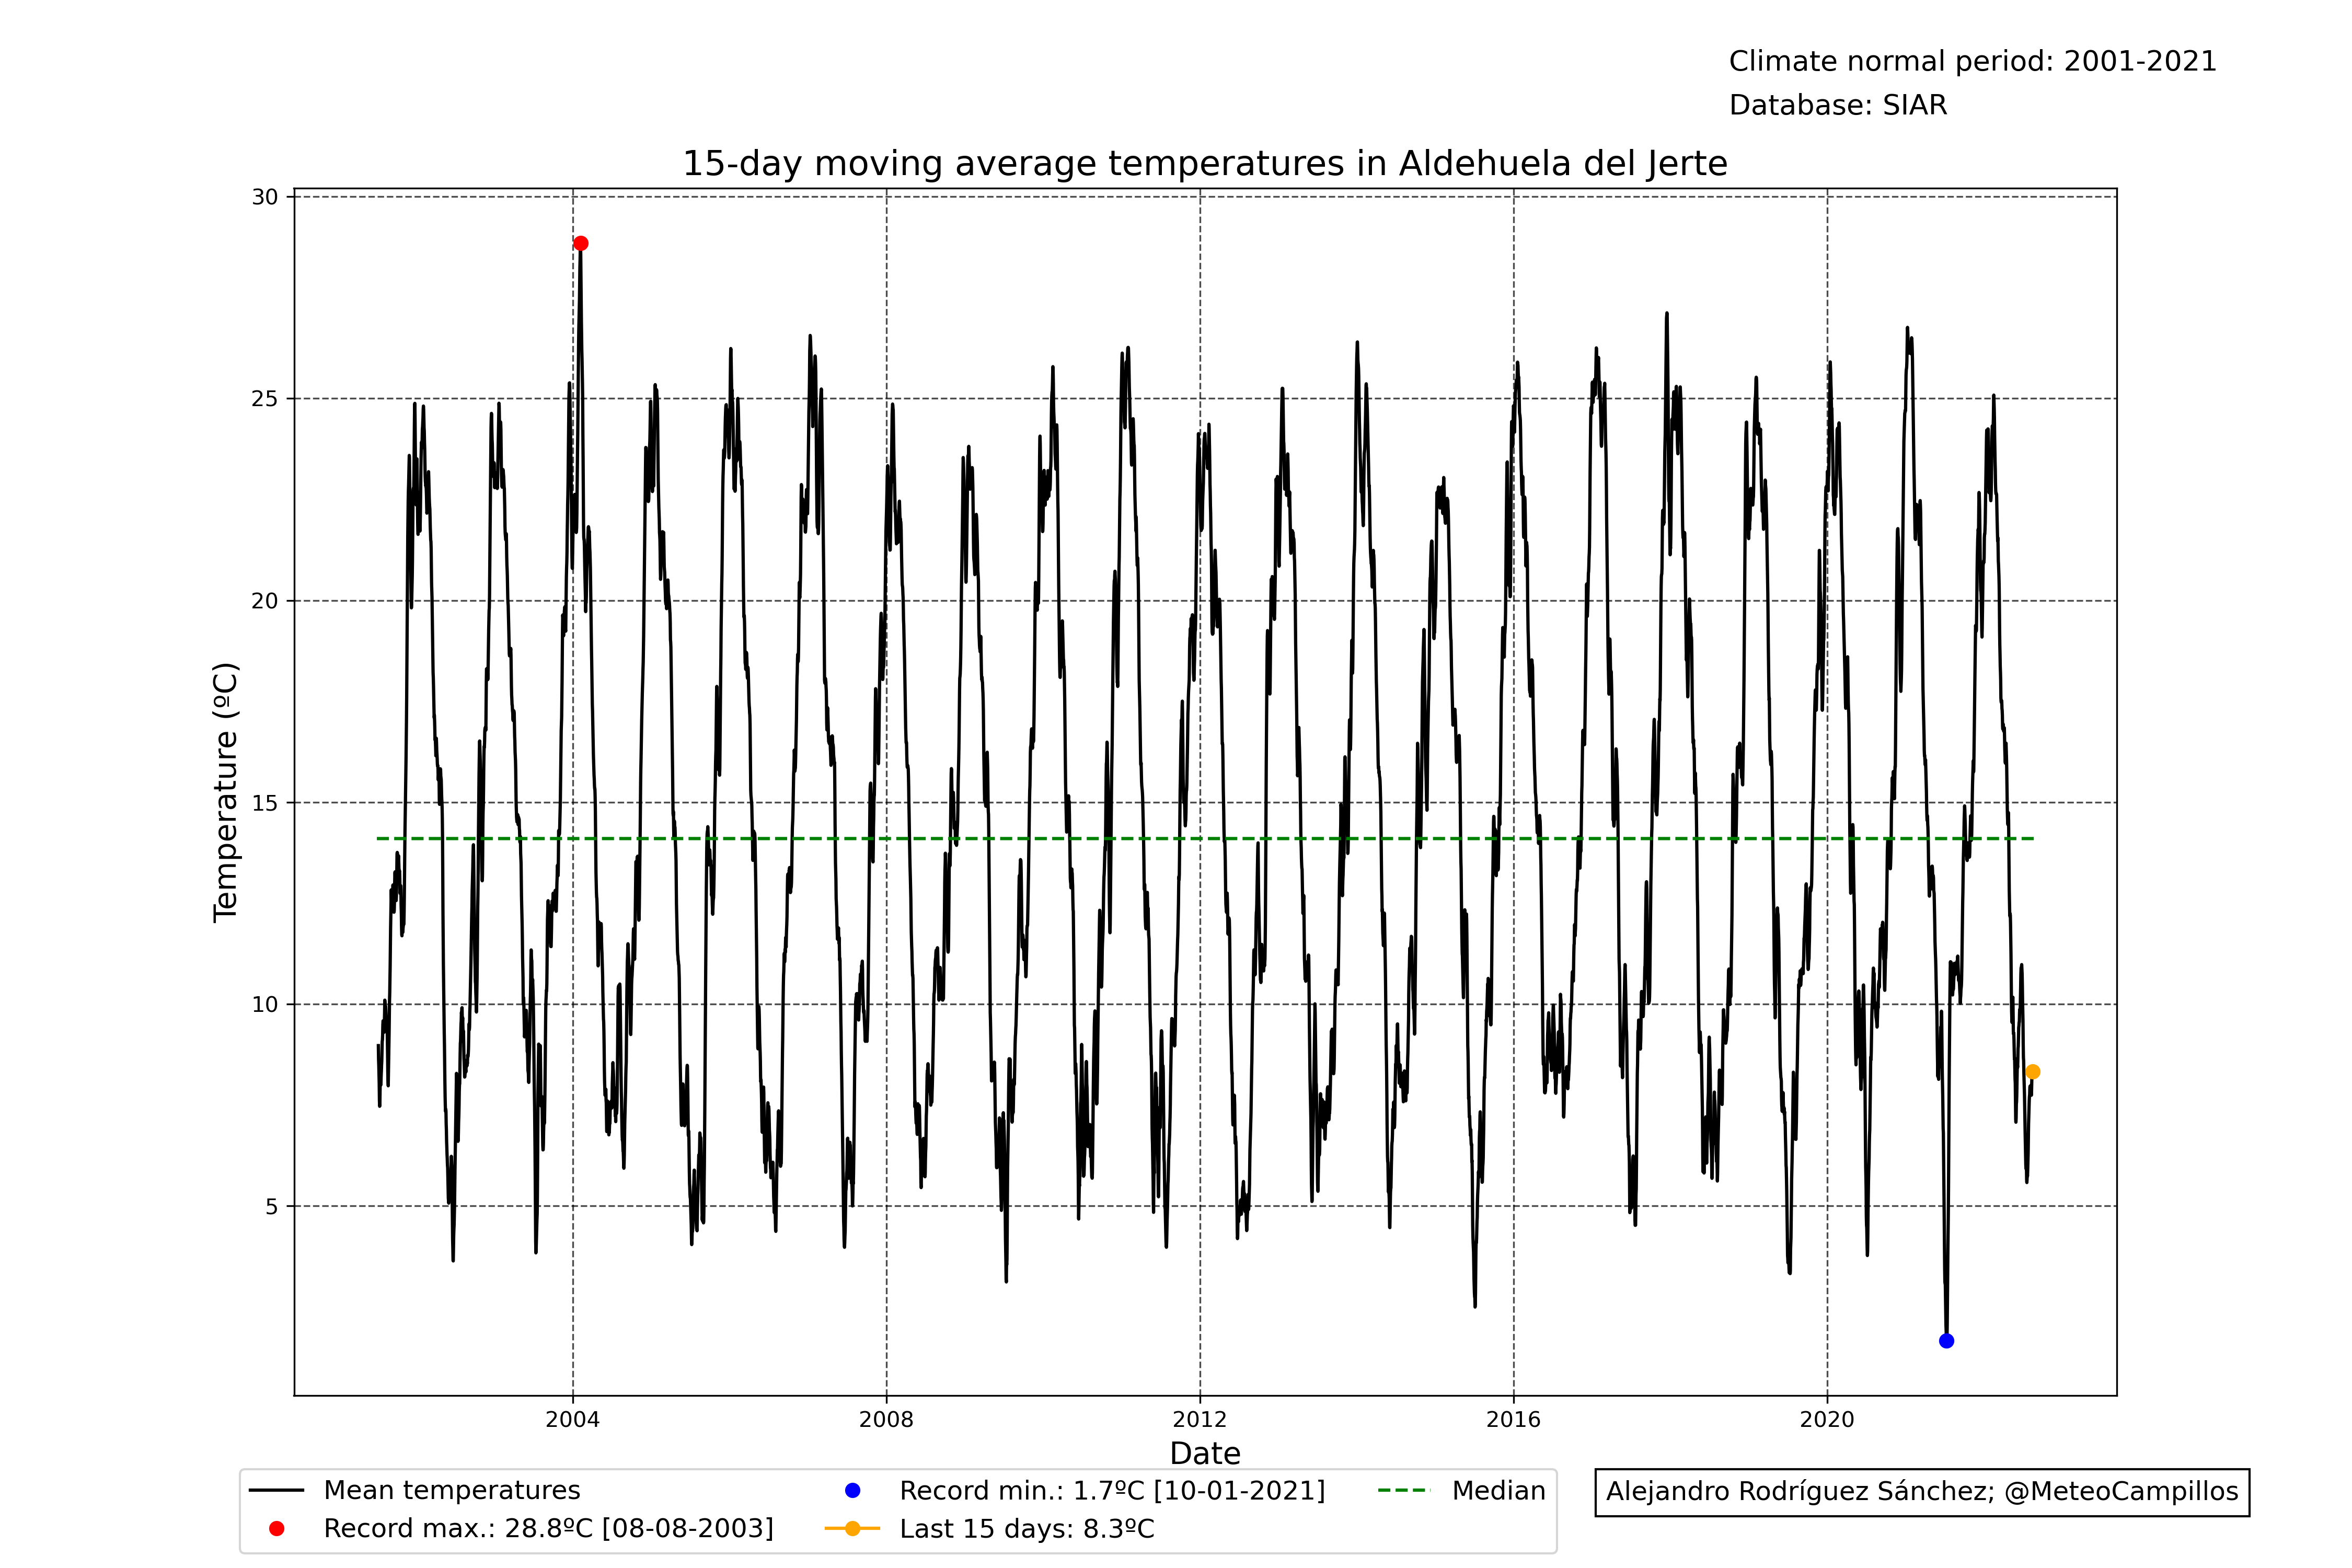 Climate normal period: 2001-2021
Database: SIAR
15-day moving average temperatures in Aldehuela del Jerte
30
25
20
15
10
5
Temperature (ºC)
2004 2008 2012 2016 2020
Date
Mean temperatures
Record max.: 28.8ºC [08-08-2003]
Record min.: 1.7ºC [10-01-2021]
Last 15 days: 8.3ºC
Median
Alejandro Rodríguez Sánchez; @MeteoCampillos